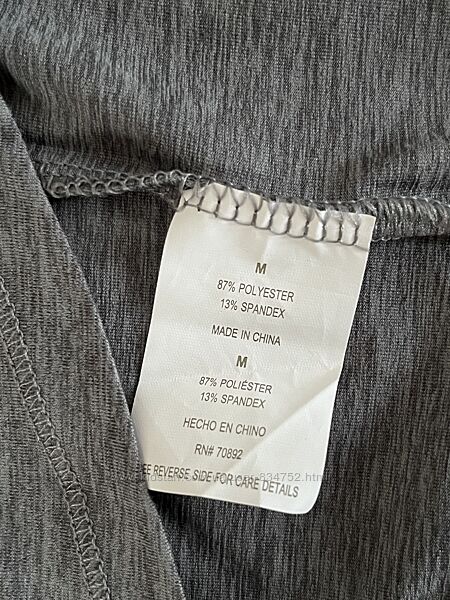 M
87% POLYESTER
13% SPANDEX
MADE IN CHINA
M
87% POLIÉSTER
13% SPANDEX
HECHO EN CHINO
RN# 70892
REVERSE SIDE FOR CARE DETAILS